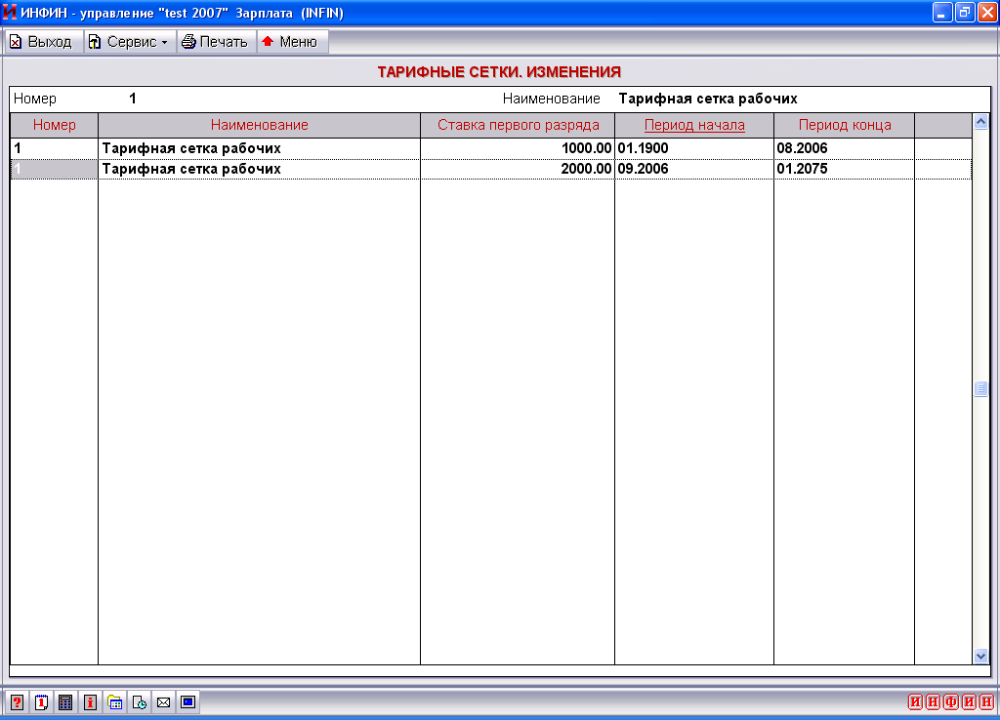 ИНФИН - управление "test 2007" Зарплата (INFIN)
Выход Сервис Печать Меню
ТАРИФНЫЕ СЕТКИ. ИЗМЕНЕНИЯ
Номер 1 Наименование Тарифная сетка рабочих
Номер Наименование Ставка первого разряда Период начала Период конца
1 Тарифная сетка рабочих 1000.00 01.1900 08.2006
1 Тарифная сетка рабочих 2000.00 09.2006 01.2075
И Н Ф И Н